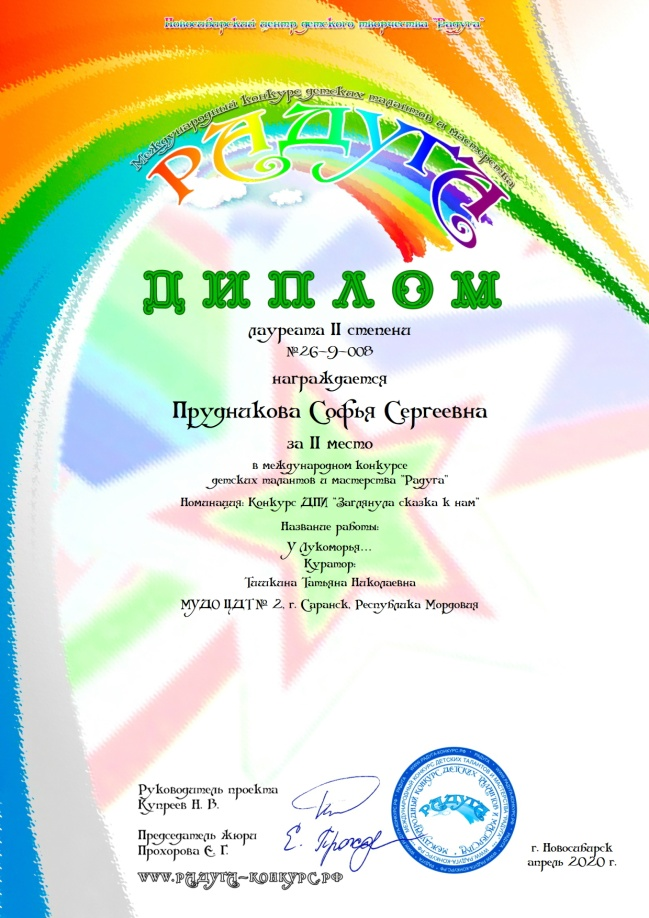 Новосибирский центр детского творчества "Радуга"
Международный конкурс детских талантов и мастерства
РАДУГА
ДИПЛОМ
лауреата II степени
№26-9-008
награждается
Прудникова Софья Сергеевна
за II место
в международном конкурсе
детских талантов и мастерства "Радуга"
Номинация: Конкурс ДПИ "Заглянула сказка к нам"
Название работы:
У Лукоморья...
Куратор:
Тишкина Татьяна Николаевна
МУДО ЦДТ № 2, г. Саранск, Республика Мордовия
Руководитель проекта
Купреев Н. В.
Председатель Жюри
Прохорова Е. Г.
Е. Прохор
www.радуга-конкурс.рф
РАДУГА
г. Новосибирск
апрель 2020 г.